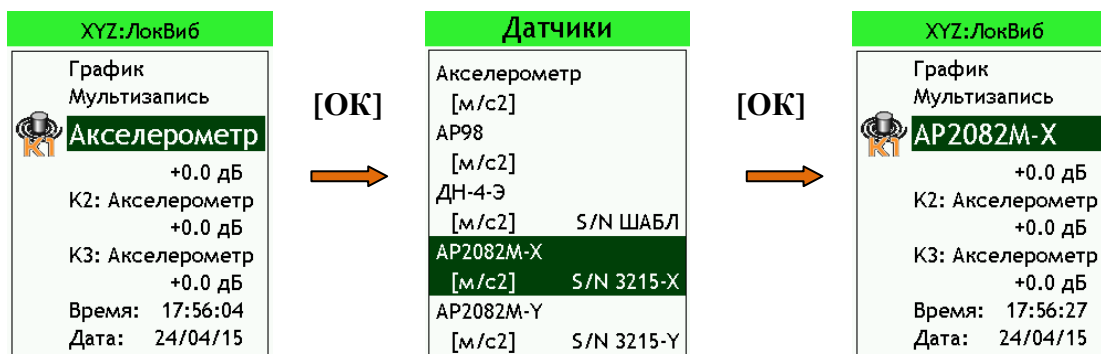 XYZ:ЛокВиб
График
Мультизапись
К1
Акселерометр
+0.0 дБ
К2: Акселерометр
+0.0 дБ
К3: Акселерометр
+0.0 дБ
Время: 17:56:04
Дата: 24/04/15
[ОК]
Датчики
Акселерометр
[м/с2]
АР98
[м/с2]
ДН-4-Э
[м/с2] S/N ШАБЛ
АР2082М-Х
[м/с2] S/N 3215-X
АР2082М-Y
[м/с2] S/N 3215-Y
[ОК]
XYZ:ЛокВиб
График
Мультизапись
К1
АР2082М-Х
+0.0 дБ
К2: Акселерометр
+0.0 дБ
К3: Акселерометр
+0.0 дБ
Время: 17:56:27
Дата: 24/04/15